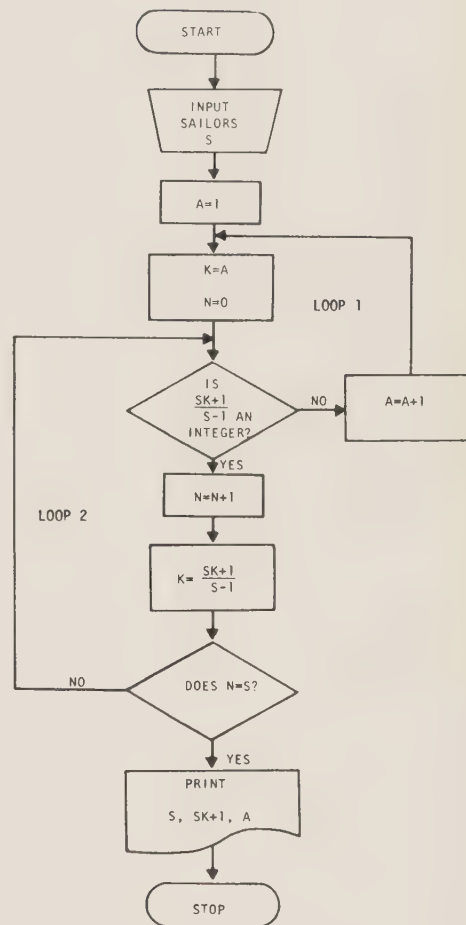 START
INPUT
SAILORS
S
A=1
K=A
N=0
LOOP 1
IS
SK+1
S-1 AN
INTEGER?
NO
A=A+1
YES
N=N+1
LOOP 2
K= SK+1
S-1
NO
DOES N=S?
YES
PRINT
S, SK+1, A
STOP